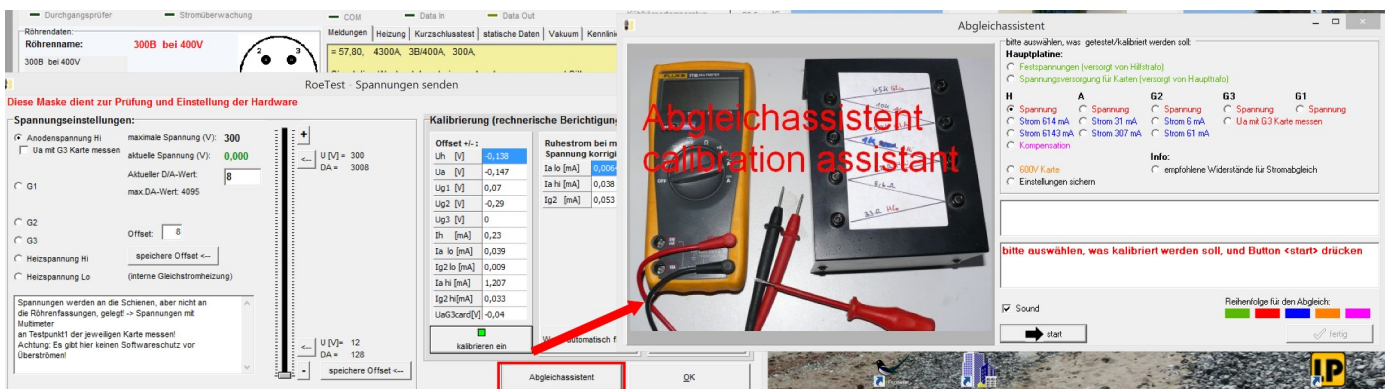 Durchgangsprüfer
Stromüberwachung
COM
Data In
Data Out
Röhrendaten:
Röhrenname:
300B bei 400V
300B bei 400V
2
3
Meldungen
Heizung
Kurzschlusstest
statische Daten
Vakuum
Kennlinie
= 57,80, 4300A, 3B/400A, 300A,
RoeTest - Spannungen senden
Diese Maske dient zur Prüfung und Einstellung der Hardware
Spannungseinstellungen:
Anodenspannung Hi
Ua mit G3 Karte messen
G1
G2
G3
Heizspannung Hi
Heizspannung Lo
maximale Spannung (V): 300
aktuelle Spannung (V): 0,000
Aktueller D/A-Wert: 8
max.DA-Wert: 4095
Offset: 8
speichere Offset <--
(interne Gleichstromheizung)
Spannungen werden an die Schienen, aber nicht an
die Röhrenfassungen, gelegt! -> Spannungen mit
Multimeter
an Testpunkt1 der jeweiligen Karte messen!
Achtung: Es gibt hier keinen Softwareschutz vor
Überströmen!
+
<-- U [V]= 300
DA = 3008
<-- U [V]= 12
DA = 128
-
speichere Offset <--
Kalibrierung (rechnerische Berichtigung
Offset +/- :
Uh [V] -0,138
Ua [V] -0,147
Ug1 [V] 0,07
Ug2 [V] -0,29
Ug3 [V] 0
Ih [mA] 0,23
Ia lo [mA] 0,039
Ig2 lo [mA] 0,009
Ia hi [mA] 1,207
Ig2 hi[mA] 0,033
UaG3card[V] -0,04
Ruhestrom bei m
Spannung korrigi
Ia lo [mA] 0,006
Ia hi [mA] 0,038
Ig2 [mA] 0,053
kalibrieren ein
Abgleichassistent
OK
Abgleichassistent
FLUKE
OFF
Abgleichassistent
calibration assistant
bitte auswählen, was getestet/kalibriert werden soll:
Hauptplatine:
Festspannungen (versorgt von Hilfstrafo)
Spannungsversorgung für Karten (versorgt von Haupttrafo)
H A G2 G3 G1
Spannung Spannung Spannung Spannung Spannung
Strom 614 mA Strom 31 mA Strom 6 mA Ua mit G3 Karte messen
Strom 6143 mA Strom 307 mA Strom 61 mA
Kompensation
Info:
600V Karte empfohlene Widerstände für Stromabgleich
Einstellungen sichern
bitte auswählen, was kalibriert werden soll, und Button <start> drücken
Sound
Reihenfolge für den Abgleich:
start
fertig
IP